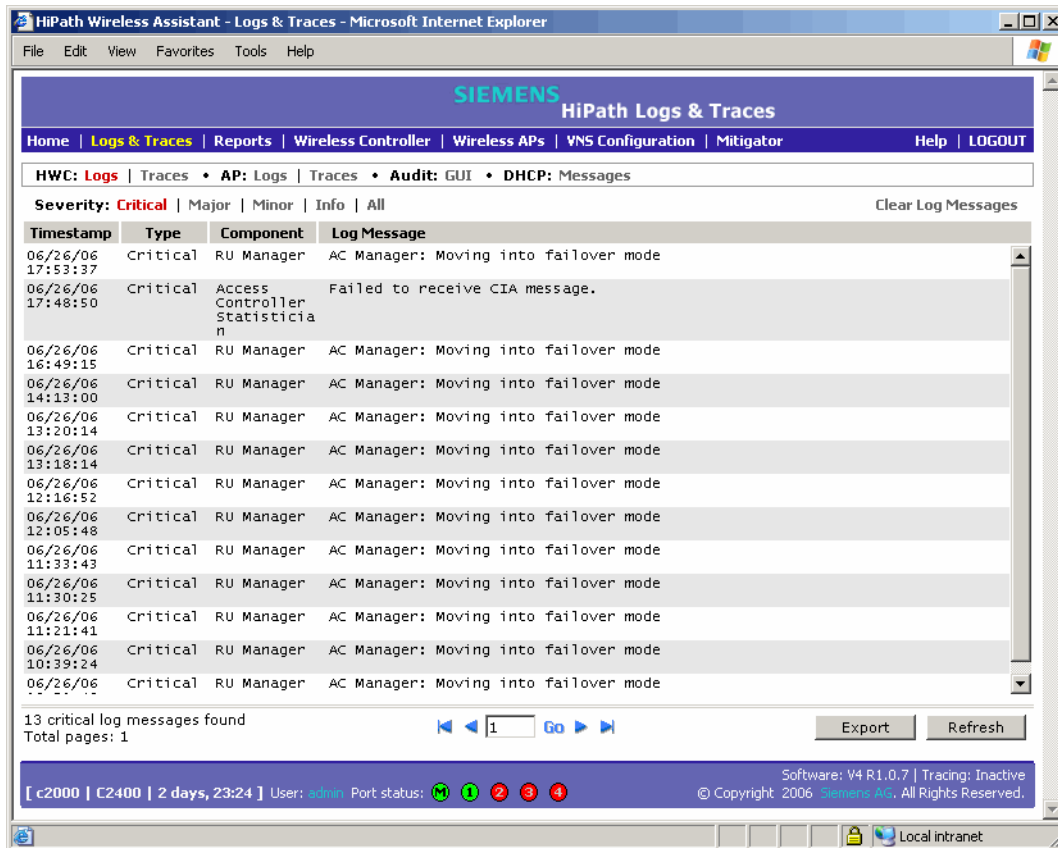 HiPath Wireless Assistant - Logs & Traces - Microsoft Internet Explorer
File Edit View Favorites Tools Help
SIEMENS
HiPath Logs & Traces
Home | Logs & Traces | Reports | Wireless Controller | Wireless APs | VNS Configuration | Mitigator Help | LOGOUT
HWC: Logs | Traces • AP: Logs | Traces • Audit: GUI • DHCP: Messages
Severity: Critical | Major | Minor | Info | All Clear Log Messages
Timestamp Type Component Log Message
06/26/06 Critical RU Manager AC Manager: Moving into failover mode
17:53:37
06/26/06 Critical Access Failed to receive CIA message.
17:48:50 Controller
Statisticia
n
06/26/06 Critical RU Manager AC Manager: Moving into failover mode
16:49:15
06/26/06 Critical RU Manager AC Manager: Moving into failover mode
14:13:00
06/26/06 Critical RU Manager AC Manager: Moving into failover mode
13:20:14
06/26/06 Critical RU Manager AC Manager: Moving into failover mode
13:18:14
06/26/06 Critical RU Manager AC Manager: Moving into failover mode
12:16:52
06/26/06 Critical RU Manager AC Manager: Moving into failover mode
12:05:48
06/26/06 Critical RU Manager AC Manager: Moving into failover mode
11:33:43
06/26/06 Critical RU Manager AC Manager: Moving into failover mode
11:30:25
06/26/06 Critical RU Manager AC Manager: Moving into failover mode
11:21:41
06/26/06 Critical RU Manager AC Manager: Moving into failover mode
10:39:24
06/26/06 Critical RU Manager AC Manager: Moving into failover mode
13 critical log messages found
Total pages: 1
1 Go
Export Refresh
Software: V4 R1.0.7 | Tracing: Inactive
[ c2000 | C2400 | 2 days, 23:24 ] User: admin Port status: M 1 2 3 4
© Copyright 2006 Siemens AG. All Rights Reserved.
Local intranet